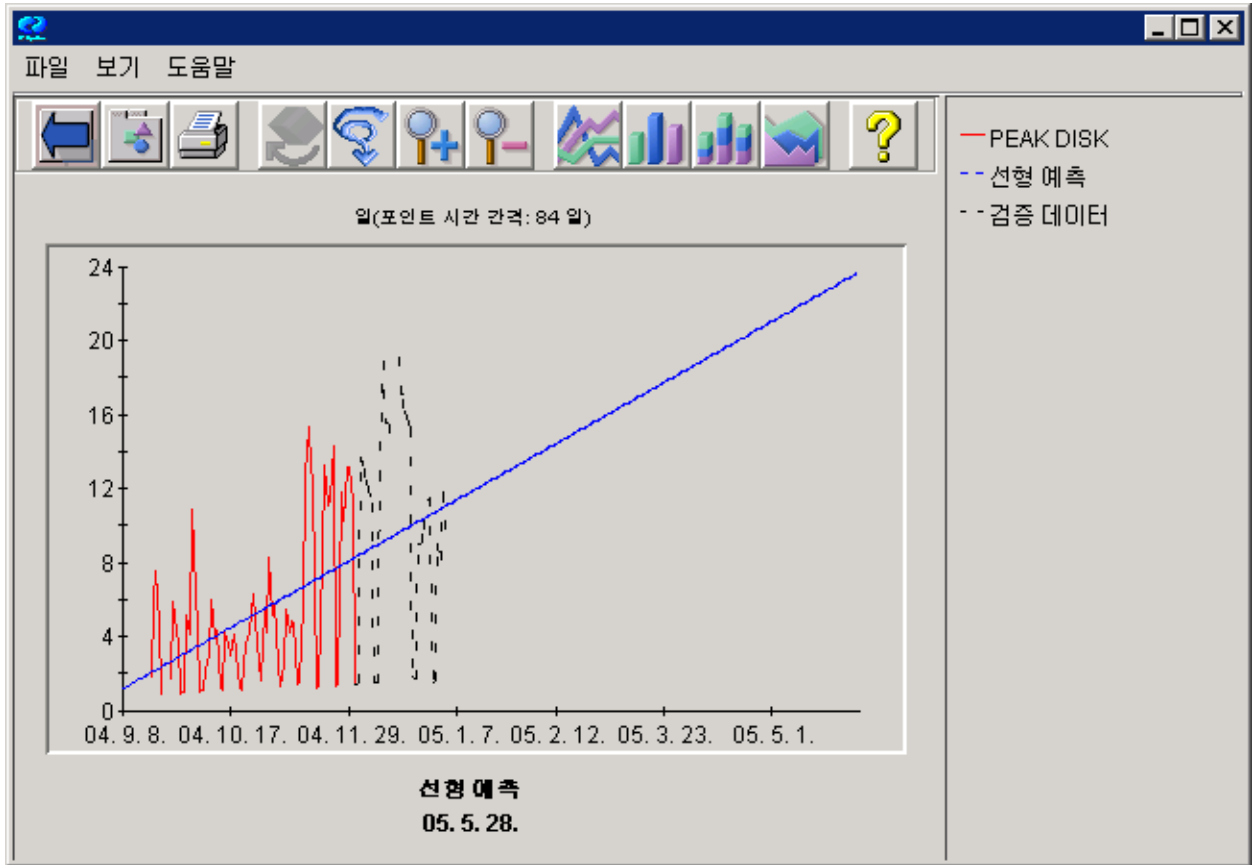 파일 보기 도움말
일(포인트 시간 간격: 84 일)
24
20
16
12
8
4
0
04. 9. 8. 04. 10. 17. 04. 11. 29. 05. 1. 7. 05. 2. 12. 05. 3. 23. 05. 5. 1.
선형 예측
05. 5. 28.
PEAK DISK
선형 예측
검증 데이터